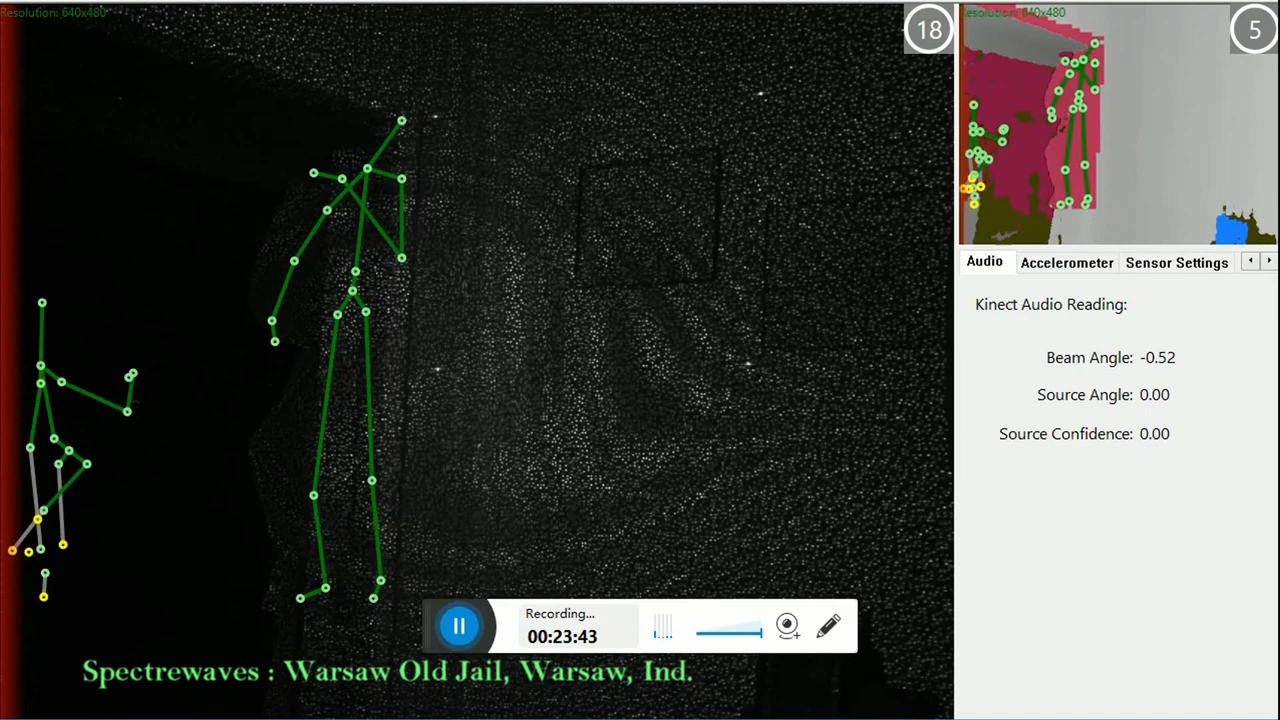 Resolution: 640x480
18
esolution: 640x480
5
Audio
Accelerometer
Sensor Settings
Kinect Audio Reading:
Beam Angle: -0.52
Source Angle: 0.00
Source Confidence: 0.00
Recording...
00:23:43
Spectrewaves : Warsaw Old Jail, Warsaw, Ind.